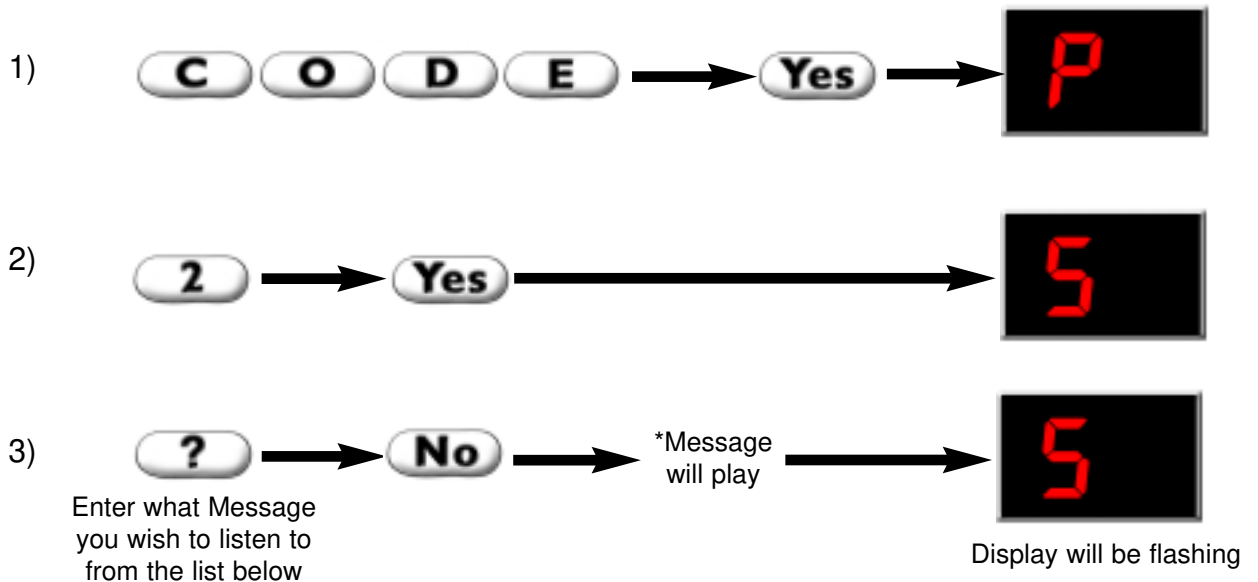 1) C O D E Yes P
2) 2 Yes 5
3) ? No *Message
will play 5
Enter what Message
you wish to listen to
from the list below
Display will be flashing